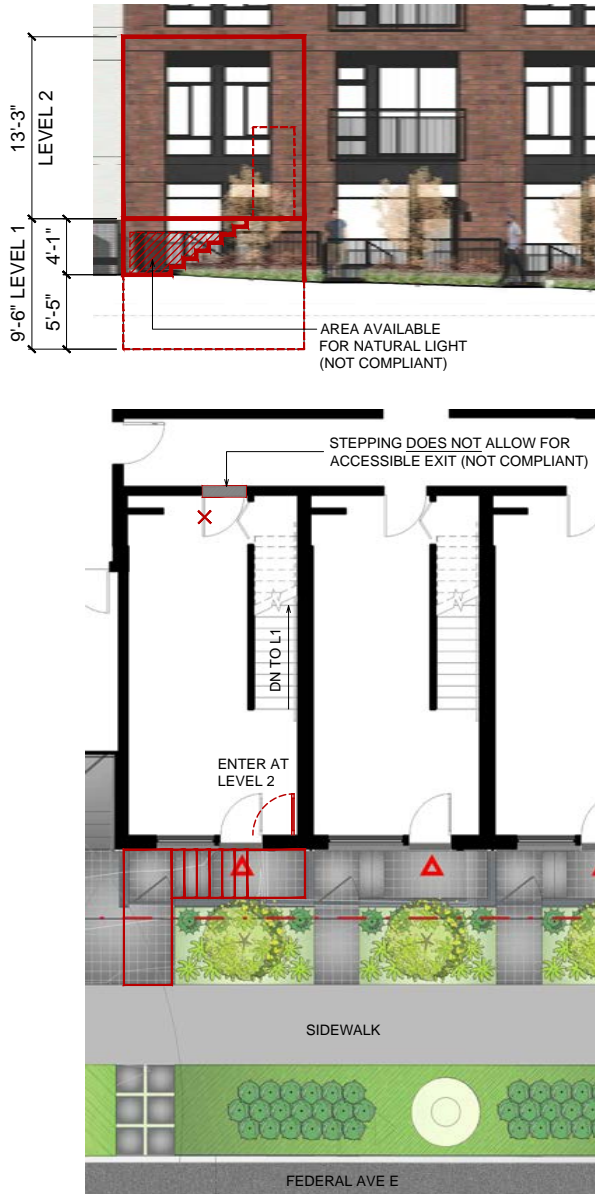 13'-3"
LEVEL 2
9'-6" LEVEL 1
4'-1"
5'-5"
AREA AVAILABLE
FOR NATURAL LIGHT
(NOT COMPLIANT)
STEPPING DOES NOT ALLOW FOR
ACCESSIBLE EXIT (NOT COMPLIANT)
DN TO L1
ENTER AT
LEVEL 2
SIDEWALK
FEDERAL AVE E